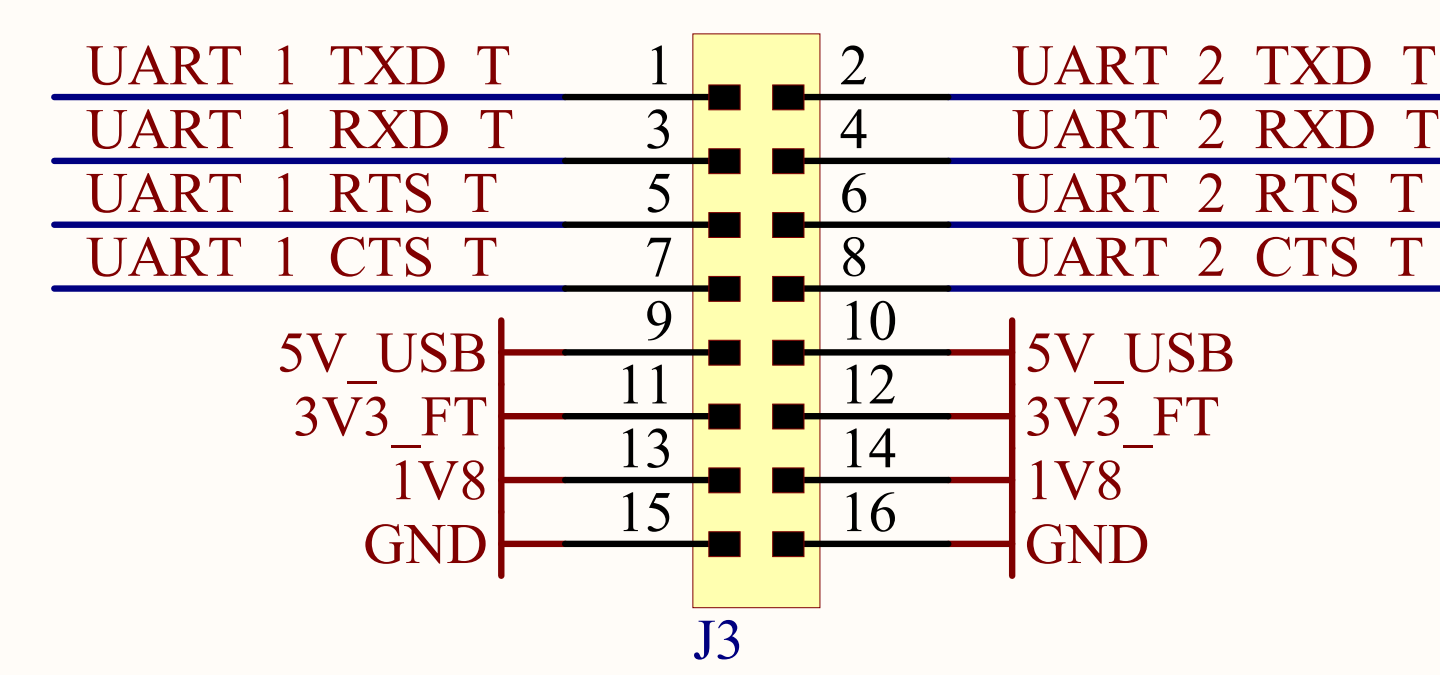 UART 1 TXD T 1 2 UART 2 TXD T
UART 1 RXD T 3 4 UART 2 RXD T
UART 1 RTS T 5 6 UART 2 RTS T
UART 1 CTS T 7 8 UART 2 CTS T
5V_USB 9 10 5V_USB
3V3_FT 11 12 3V3_FT
1V8 13 14 1V8
GND 15 16 GND
J3